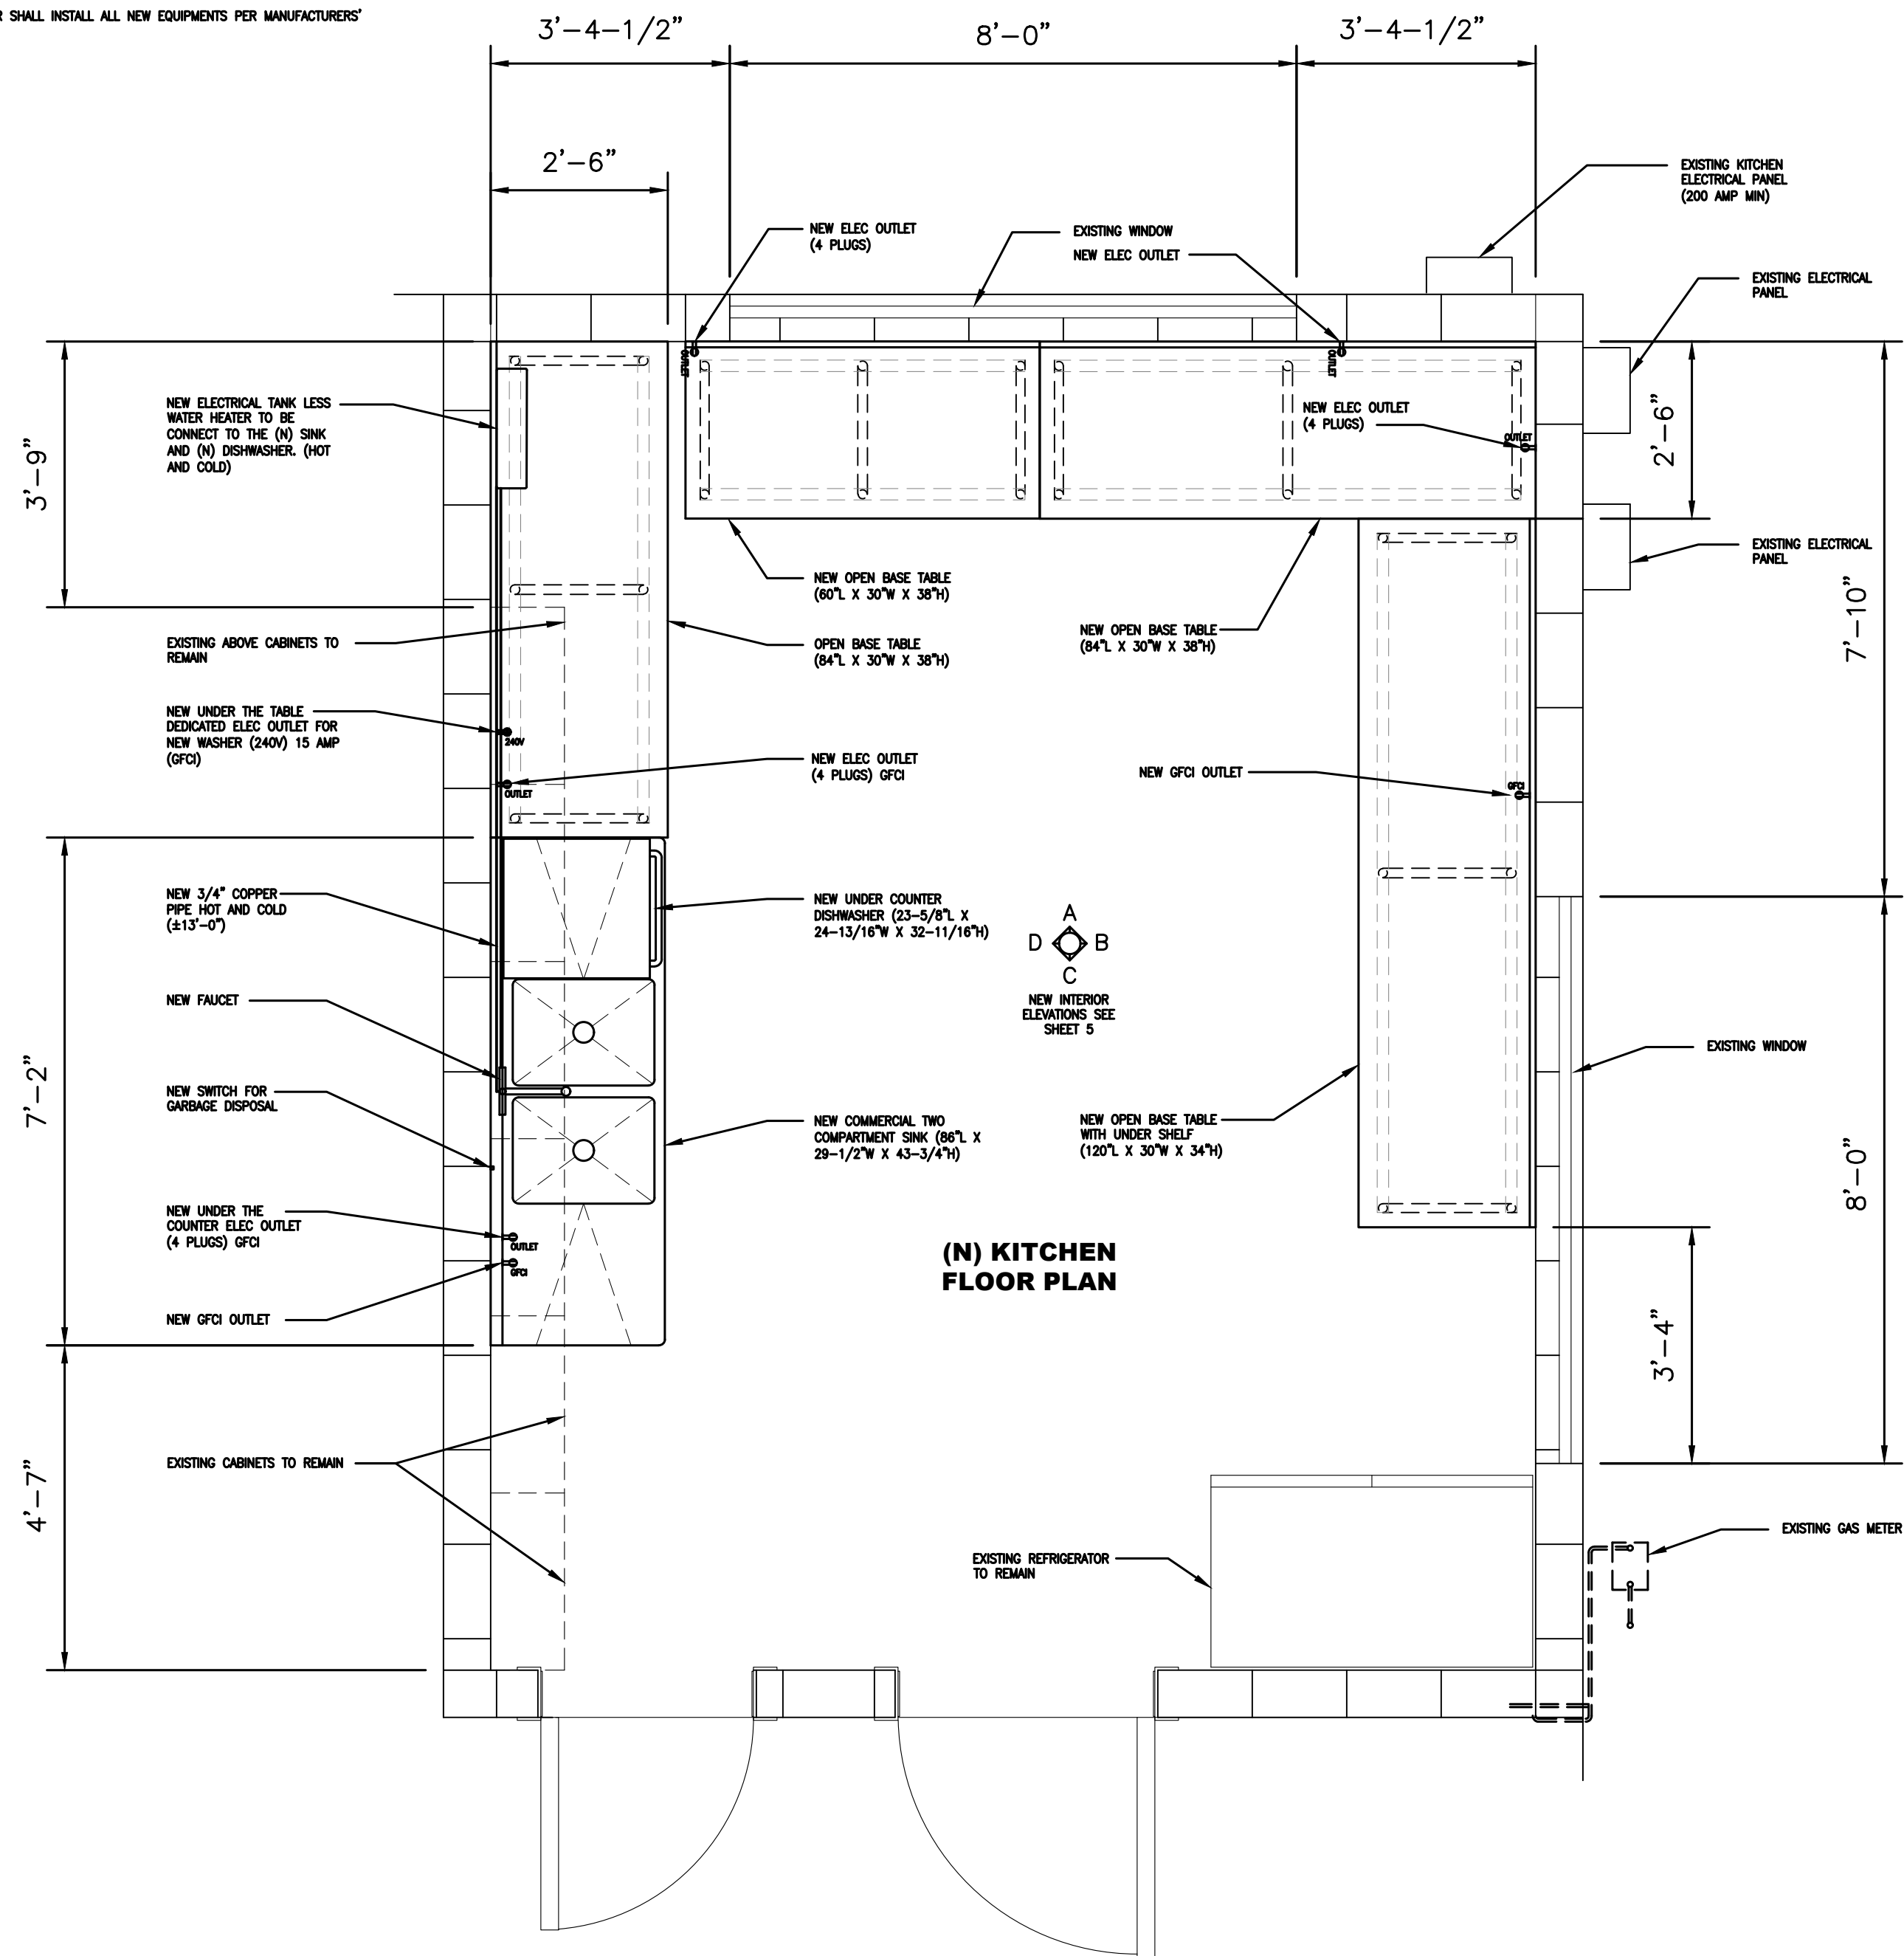 R SHALL INSTALL ALL NEW EQUIPMENTS PER MANUFACTURERS'
3'-4-1/2"
8'-0"
3'-4-1/2"
2'-6"
EXISTING KITCHEN
ELECTRICAL PANEL
(200 AMP MIN)
NEW ELEC OUTLET
(4 PLUGS)
EXISTING WINDOW
NEW ELEC OUTLET
EXISTING ELECTRICAL
PANEL
OUTLET
OUTLET
NEW ELECTRICAL TANK LESS
WATER HEATER TO BE
CONNECT TO THE (N) SINK
AND (N) DISHWASHER. (HOT
AND COLD)
NEW ELEC OUTLET
(4 PLUGS)
OUTLET
2'-6"
3'-9"
EXISTING ELECTRICAL
PANEL
NEW OPEN BASE TABLE
(60"L X 30"W X 38"H)
7'-10"
EXISTING ABOVE CABINETS TO
REMAIN
OPEN BASE TABLE
(84"L X 30"W X 38"H)
NEW OPEN BASE TABLE
(84"L X 30"W X 38"H)
NEW UNDER THE TABLE
DEDICATED ELEC OUTLET FOR
NEW WASHER (240V) 15 AMP
(GFCI)
240V
OUTLET
NEW ELEC OUTLET
(4 PLUGS) GFCI
NEW GFCI OUTLET
GFCI
NEW 3/4" COPPER
PIPE HOT AND COLD
(±13'-0")
NEW UNDER COUNTER
DISHWASHER (23-5/8"L X
24-13/16"W X 32-11/16"H)
A
D
B
C
NEW INTERIOR
ELEVATIONS SEE
SHEET 5
NEW FAUCET
EXISTING WINDOW
7'-2"
NEW SWITCH FOR
GARBAGE DISPOSAL
NEW COMMERCIAL TWO
COMPARTMENT SINK (86"L X
29-1/2"W X 43-3/4"H)
NEW OPEN BASE TABLE
WITH UNDER SHELF
(120"L X 30"W X 34"H)
8'-0"
NEW UNDER THE
COUNTER ELEC OUTLET
(4 PLUGS) GFCI
OUTLET
GFCI
(N) KITCHEN
FLOOR PLAN
NEW GFCI OUTLET
3'-4"
EXISTING CABINETS TO REMAIN
4'-7"
EXISTING GAS METER
EXISTING REFRIGERATOR
TO REMAIN